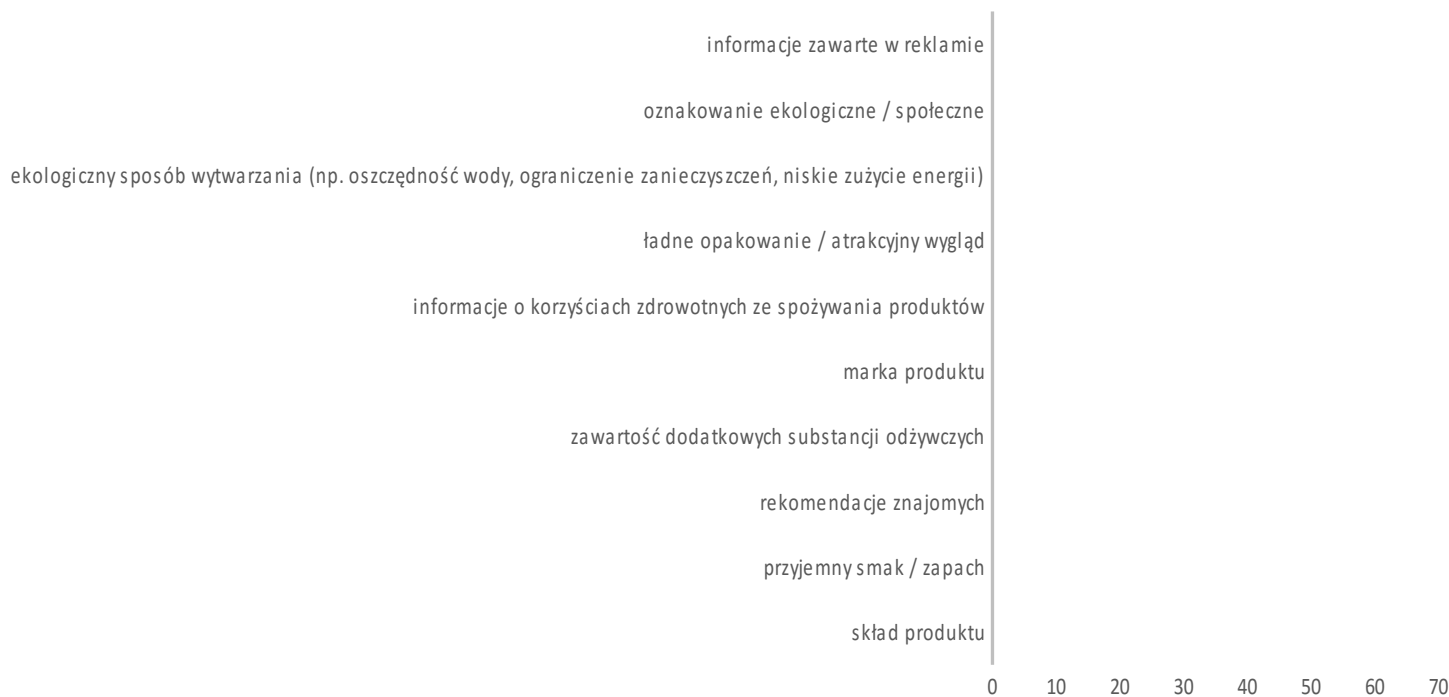 informacje zawarte w reklamie
oznakowanie ekologiczne / społeczne
ekologiczny sposób wytwarzania (np. oszczędność wody, ograniczenie zanieczyszczeń, niskie zużycie energii)
ładne opakowanie / atrakcyjny wygląd
informacje o korzyściach zdrowotnych ze spożywania produktów
marka produktu
zawartość dodatkowych substancji odżywczych
rekomendacje znajomych
przyjemny smak / zapach
skład produktu
0 10 20 30 40 50 60 70